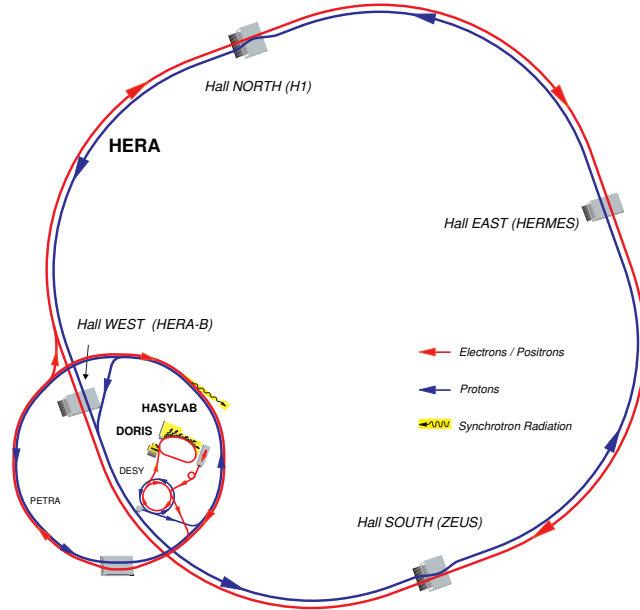 Hall NORTH (H1)
HERA
Hall EAST (HERMES)
Hall WEST (HERA-B)
Electrons / Positrons
Protons
HASYLAB
Synchrotron Radiation
DORIS
DESY
PETRA
Hall SOUTH (ZEUS)